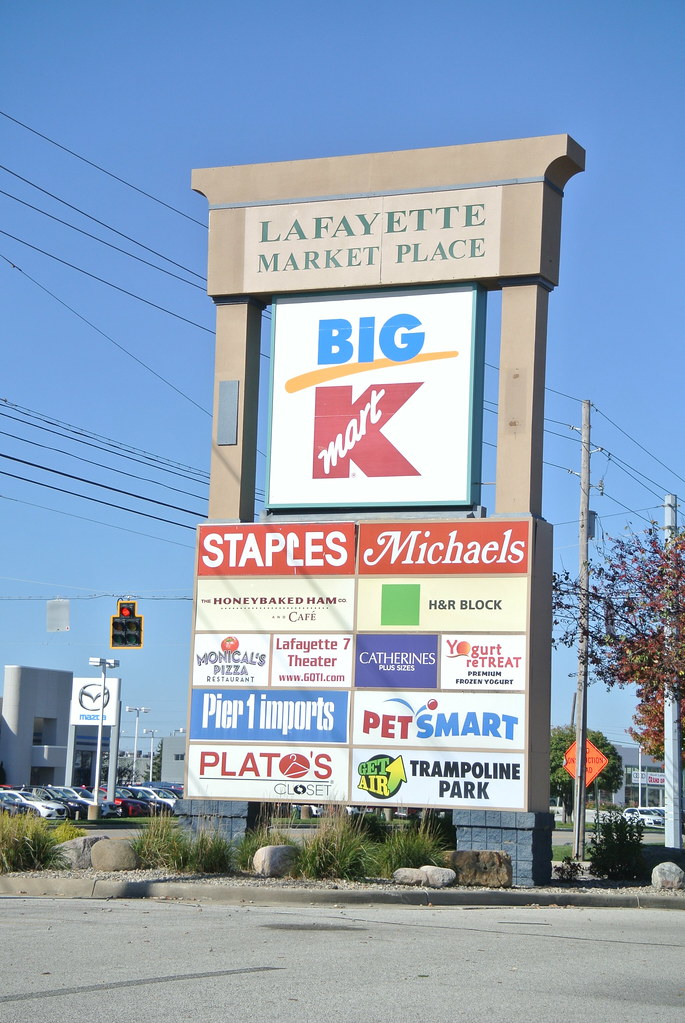 LAFAYETTE
MARKET PLACE
BIG
K
mart
STAPLES
Michaels
THE HONEYBAKED HAM CO.
AND CAFÉ
H&R BLOCK
MONICAL'S
PIZZA
RESTAURANT
Lafayette 7
Theater
www.GQTI.com
CATHERINES
PLUS SIZES
Yogurt
reTREAT
PREMIUM
FROZEN YOGURT
Pier 1 imports
PETSMART
PLATO'S
CLOSET
GET
AIR
TRAMPOLINE
PARK
mazda